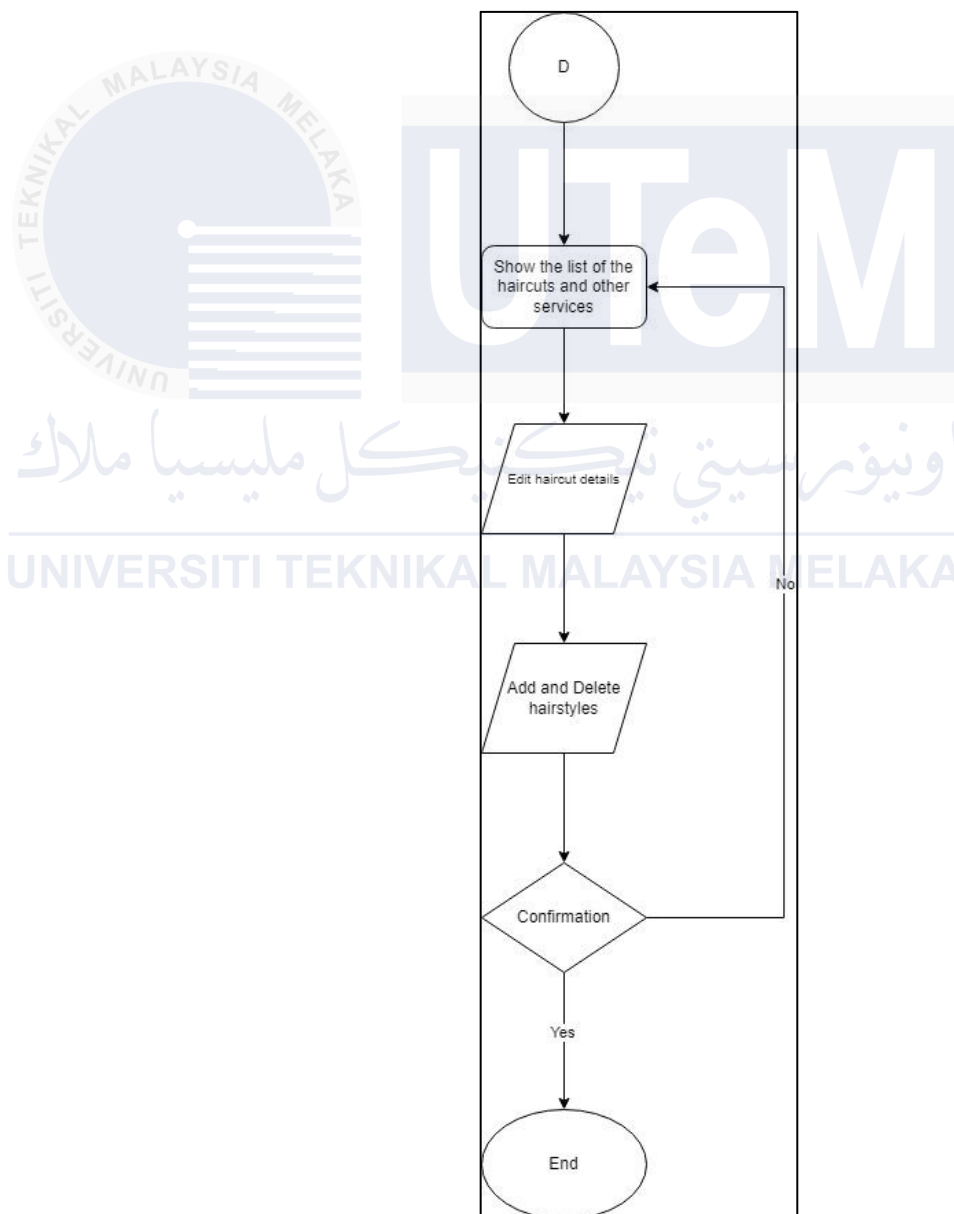 D
UNIVERSITI TEKNIKAL MALAYSIA MELAKA
UTeM
Show the list of the
haircuts and other
services
اونيۏرسيتي تيكنيكل مليسيا ملاك
Edit haircut details
UNIVERSITI TEKNIKAL MALAYSIA MELAKA
No
Add and Delete
hairstyles
Confirmation
Yes
End